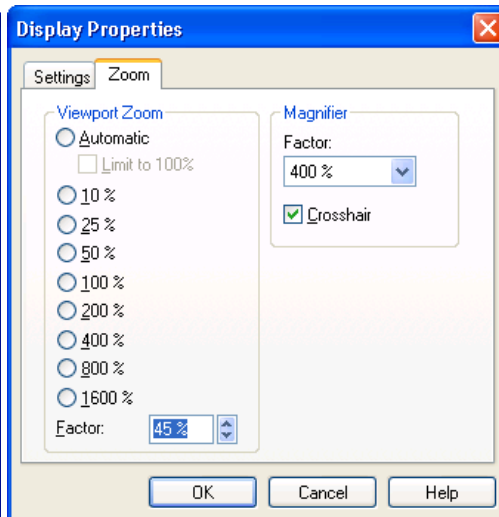 Display Properties
Settings Zoom
Viewport Zoom
Automatic
Limit to 100%
10 %
25 %
50 %
100 %
200 %
400 %
800 %
1600 %
Factor: 45 %
Magnifier
Factor:
400 %
Crosshair
OK Cancel Help